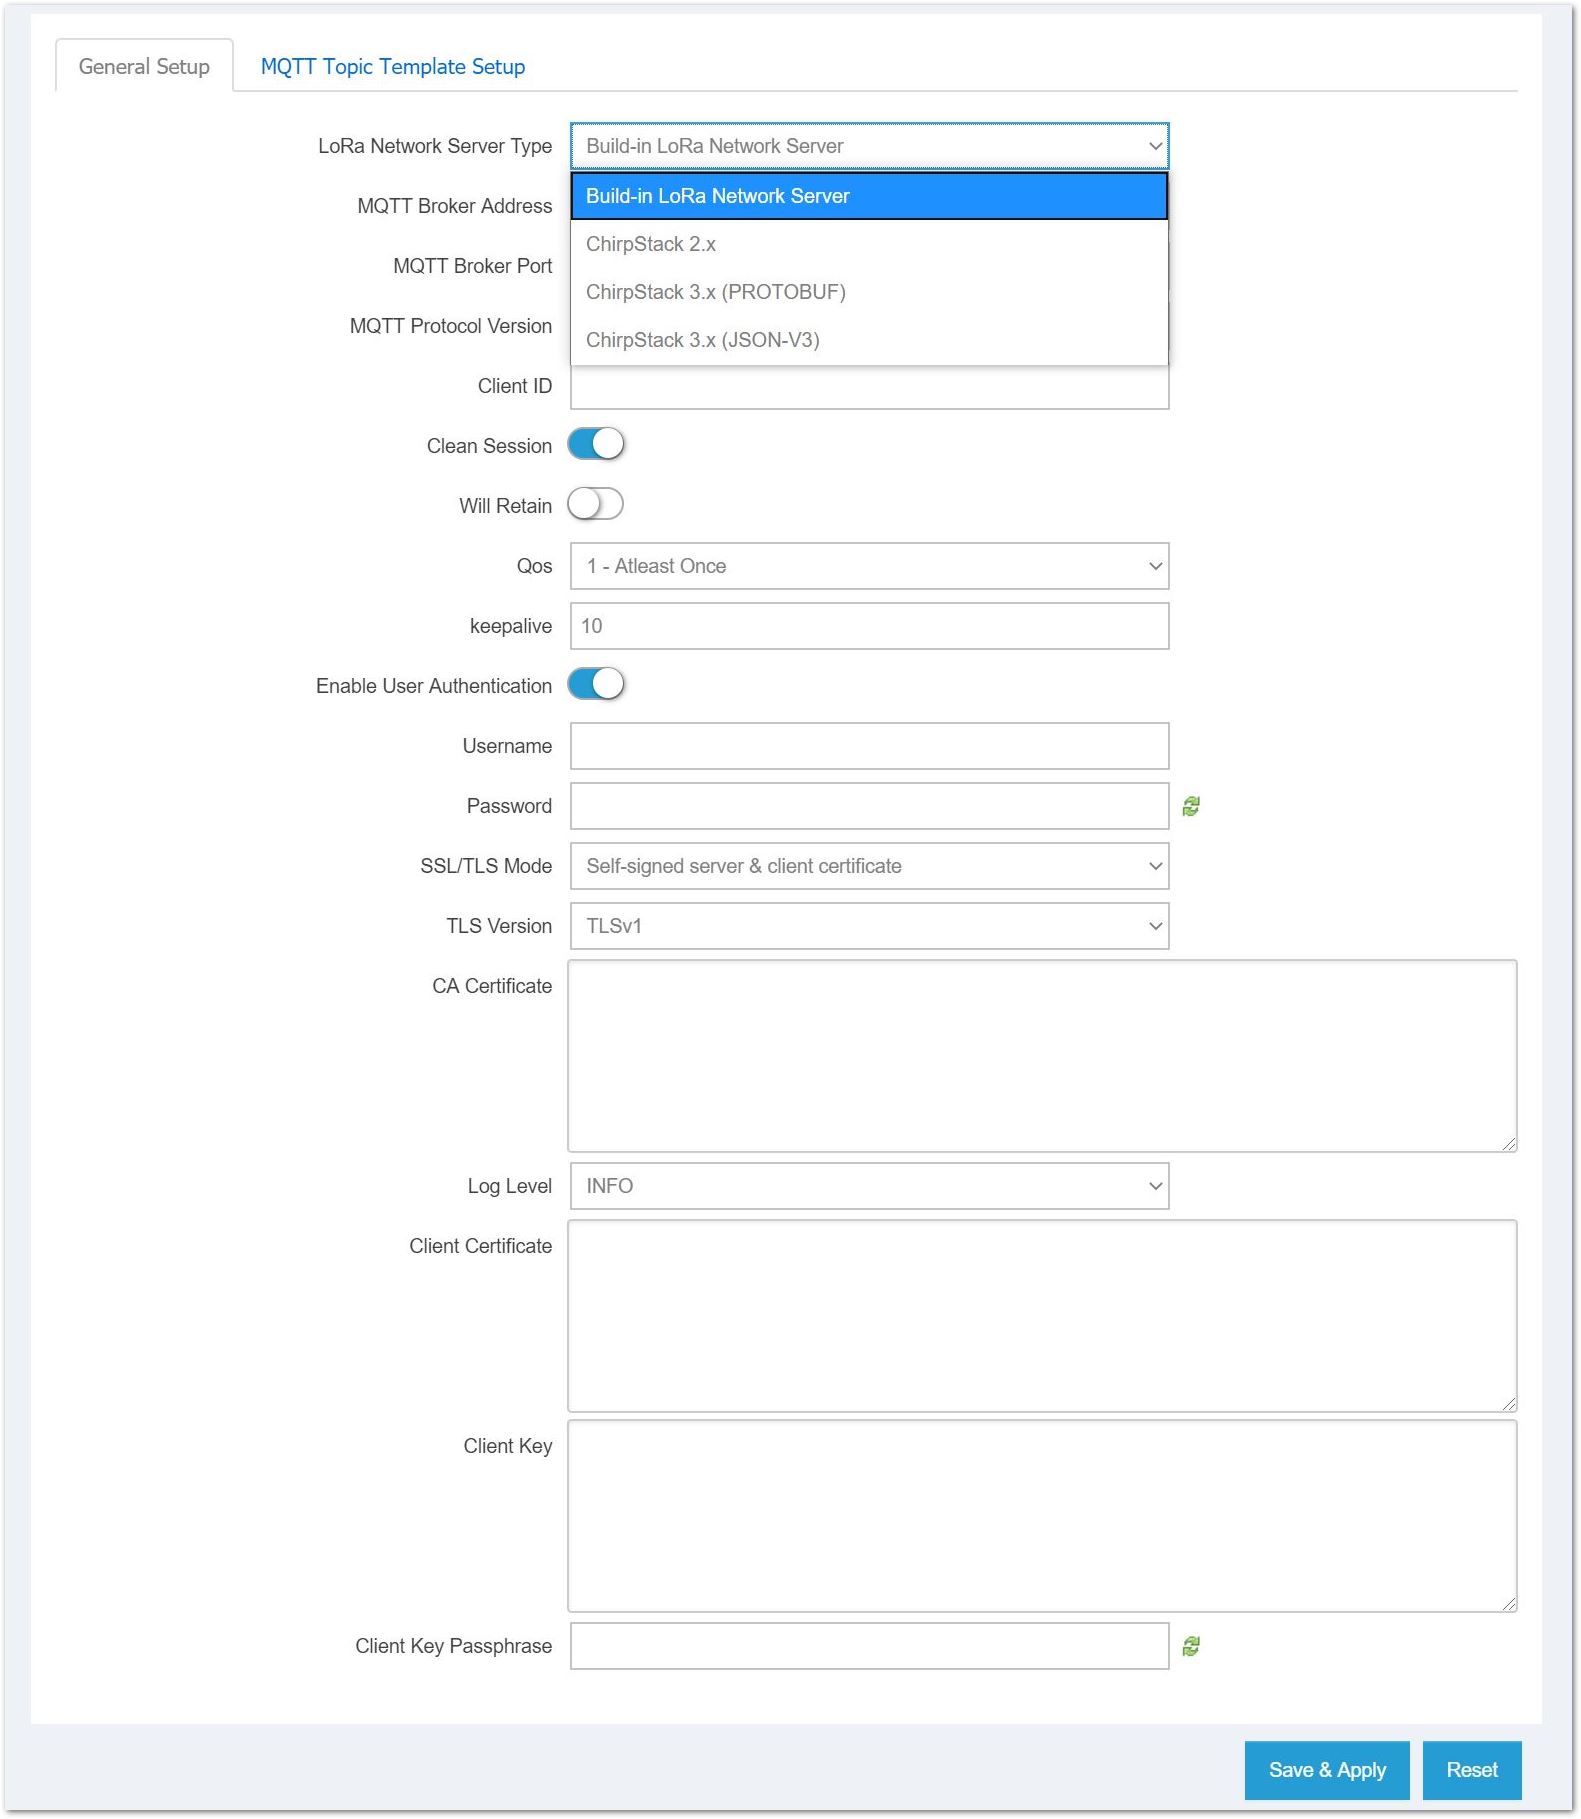 General Setup
MQTT Topic Template Setup
LoRa Network Server Type
Build-in LoRa Network Server
Build-in LoRa Network Server
MQTT Broker Address
ChirpStack 2.x
MQTT Broker Port
ChirpStack 3.x (PROTOBUF)
MQTT Protocol Version
ChirpStack 3.x (JSON-V3)
Client ID
Clean Session
Will Retain
Qos
1 - Atleast Once
keepalive
10
Enable User Authentication
Username
Password
SSL/TLS Mode
Self-signed server & client certificate
TLS Version
TLSv1
CA Certificate
Log Level
INFO
Client Certificate
Client Key
Client Key Passphrase
Save & Apply
Reset